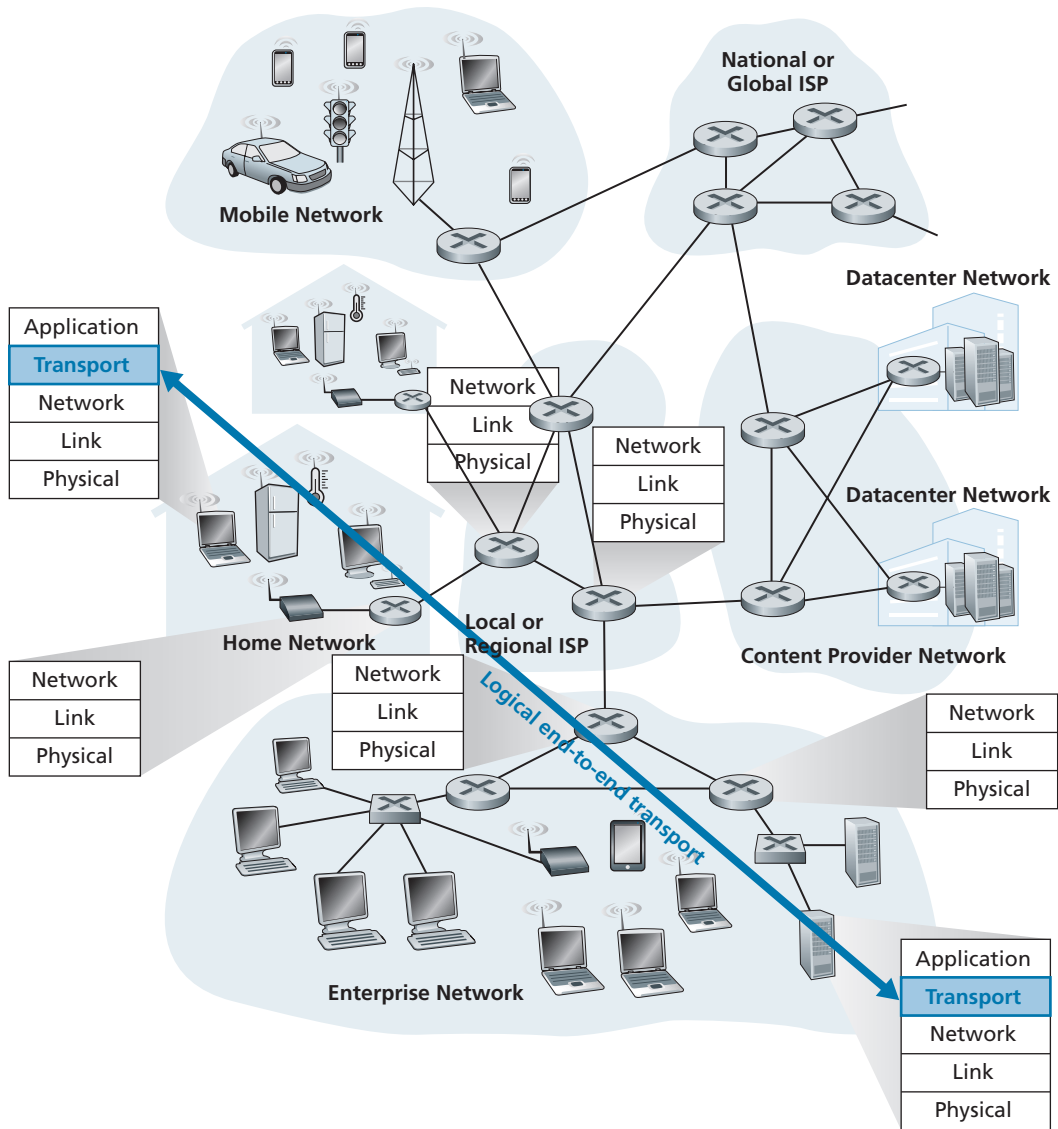 National or
Global ISP
Mobile Network
Datacenter Network
Application
Transport
Network
Link
Physical
Network
Link
Physical
Network
Link
Physical
Datacenter Network
Home Network
Local or
Regional ISP
Content Provider Network
Network
Link
Physical
Network
Link
Physical
Logical end-to-end transport
Network
Link
Physical
Enterprise Network
Application
Transport
Network
Link
Physical